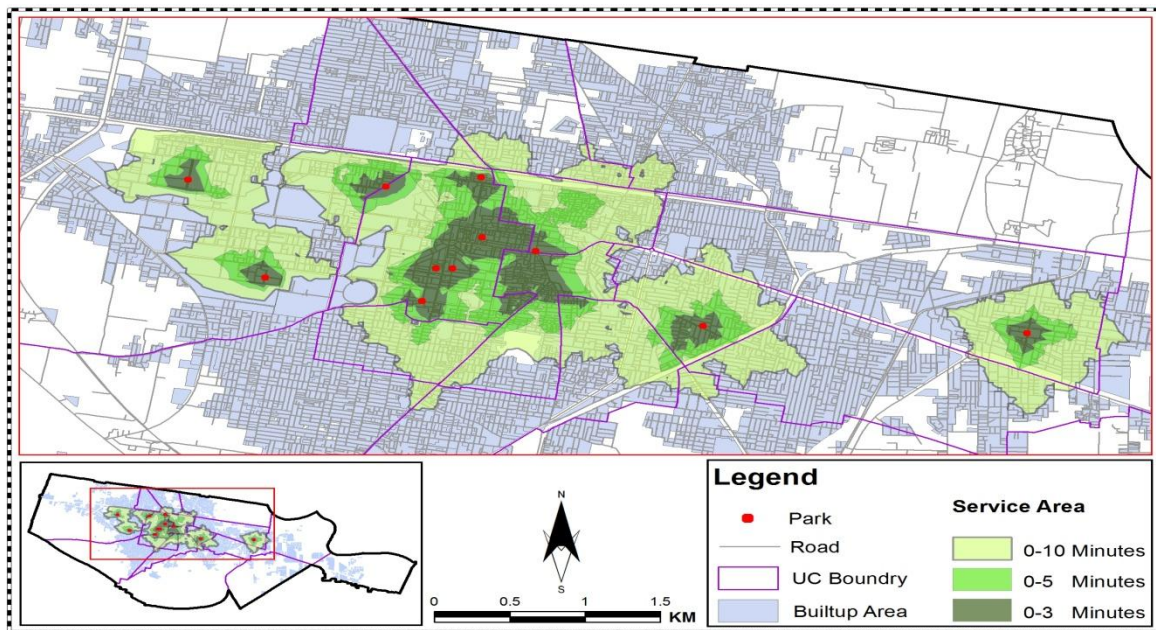 N
S
0 0.5 1 1.5
KM
Legend
Park
Road
UC Boundry
Builtup Area
Service Area
0-10 Minutes
0-5 Minutes
0-3 Minutes